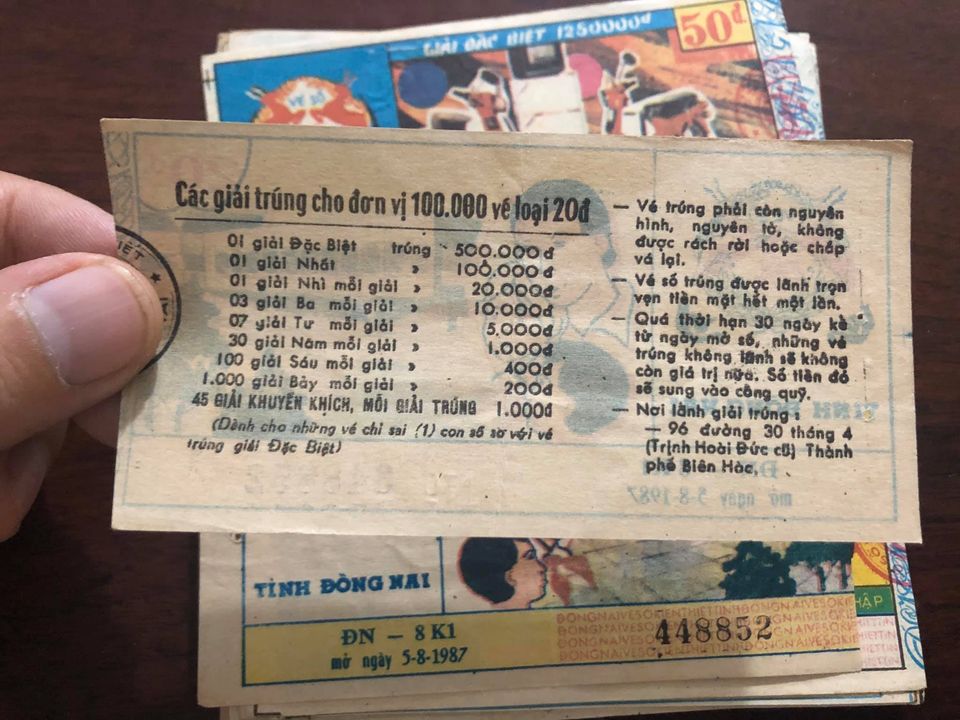 GIẢI ĐẶC BIỆT 1250000đ
50đ
VÉ SỐ
Các giải trúng cho đơn vị 100.000 vé loại 20đ
01 giải Đặc Biệt trúng 500.000đ
01 giải Nhất » 100.000đ
01 giải Nhì mỗi giải » 20.000đ
03 giải Ba mỗi giải » 10.000đ
07 giải Tư mỗi giải » 5.000đ
30 giải Năm mỗi giải » 1.000đ
100 giải Sáu mỗi giải » 400đ
1.000 giải Bảy mỗi giải » 200đ
45 GIẢI KHUYẾN KHÍCH, MỖI GIẢI TRÚNG 1.000đ
(Dành cho những vé chỉ sai (1) con số so với vé
trúng giải Đặc Biệt)
— Vé trúng phải còn nguyên
hình, nguyên tờ, không
được rách rời hoặc chắp
vá lại.
— Vé số trúng được lãnh trọn
vẹn tiền mặt hết một lần.
— Quá thời hạn 30 ngày kể
từ ngày mở số, những vé
trúng không lãnh sẽ không
còn giá trị nữa. Số tiền đó
sẽ sung vào công quỹ.
— Nơi lãnh giải trúng :
— 96 đường 30 tháng 4
(Trịnh Hoài Đức cũ) Thành
phố Biên Hòc,
mở ngày 5-8-1987
TỈNH ĐỒNG NAI
ĐN — 8K1
mở ngày 5-8-1987
448852